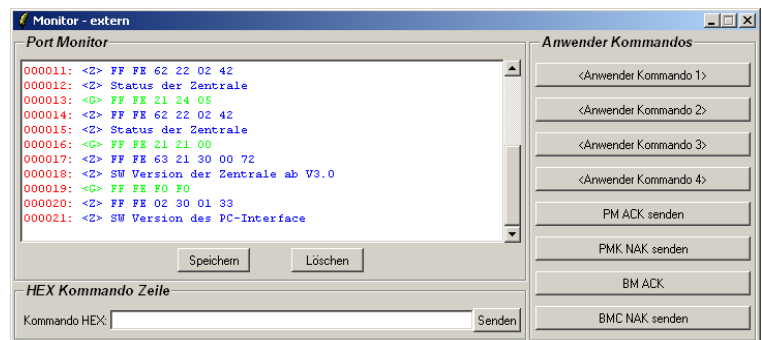 Monitor - extern
Port Monitor
000011: <Z> FF FE 62 22 02 42
000012: <Z> Status der Zentrale
000013: <G> FF FE 21 24 05
000014: <Z> FF FE 62 22 02 42
000015: <Z> Status der Zentrale
000016: <G> FF FE 21 21 00
000017: <Z> FF FE 63 21 30 00 72
000018: <Z> SW Version der Zentrale ab V3.0
000019: <G> FF FE F0 F0
000020: <Z> FF FE 02 30 01 33
000021: <Z> SW Version des PC-Interface
Speichern Löschen
HEX Kommando Zeile
Kommando HEX: Senden
Anwender Kommandos
<Anwender Kommando 1>
<Anwender Kommando 2>
<Anwender Kommando 3>
<Anwender Kommando 4>
PM ACK senden
PMK NAK senden
BM ACK
BMC NAK senden